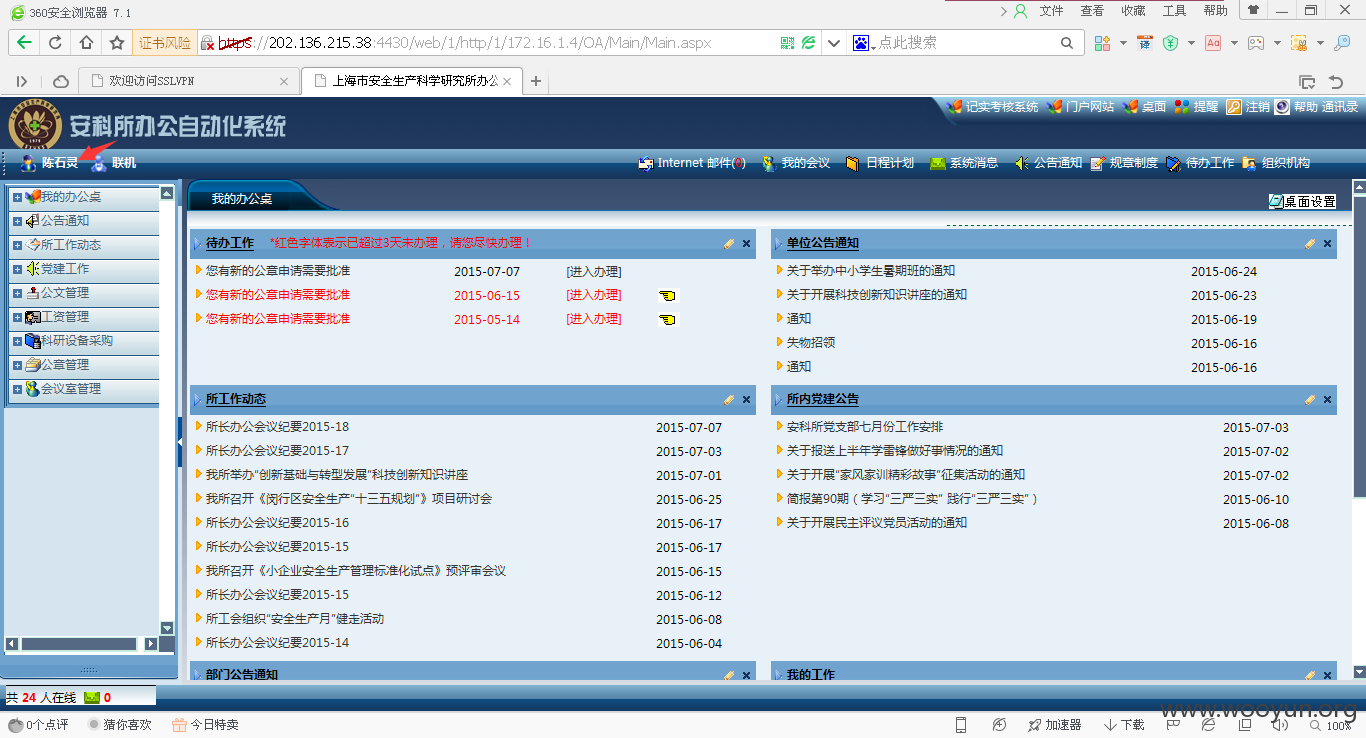 360安全浏览器 7.1
文件 查看 收藏 工具 帮助
证书风险 https://202.136.215.38:4430/web/1/http/1/172.16.1.4/OA/Main/Main.aspx 点此搜索
欢迎访问SSLVPN 上海市安全生产科学研究所办公
安科所办公自动化系统
记实考核系统 门户网站 桌面 提醒 注销 帮助 通讯录
陈石灵 联机
Internet 邮件(0) 我的会议 日程计划 系统消息 公告通知 规章制度 待办工作 组织机构
我的办公桌
公告通知
所工作动态
党建工作
公文管理
工资管理
科研设备采购
公章管理
会议室管理
我的办公桌
桌面设置
待办工作 *红色字体表示已超过3天未办理，请您尽快办理！
您有新的公章申请需要批准 2015-07-07 [进入办理]
您有新的公章申请需要批准 2015-06-15 [进入办理]
您有新的公章申请需要批准 2015-05-14 [进入办理]
单位公告通知
关于举办中小学生暑期班的通知 2015-06-24
关于开展科技创新知识讲座的通知 2015-06-23
通知 2015-06-19
失物招领 2015-06-16
通知 2015-06-16
所工作动态
所长办公会议纪要2015-18 2015-07-07
所长办公会议纪要2015-17 2015-07-03
我所举办“创新基础与转型发展”科技创新知识讲座 2015-07-01
我所召开《闵行区安全生产“十三五规划”》项目研讨会 2015-06-25
所长办公会议纪要2015-16 2015-06-17
所长办公会议纪要2015-15 2015-06-17
我所召开《小企业安全生产管理标准化试点》预评审会议 2015-06-15
所长办公会议纪要2015-15 2015-06-12
所工会组织“安全生产月”健走活动 2015-06-08
所长办公会议纪要2015-14 2015-06-04
所内党建公告
安科所党支部七月份工作安排 2015-07-03
关于报送上半年学雷锋做好事情况的通知 2015-07-02
关于开展“家风家训精彩故事”征集活动的通知 2015-07-02
简报第90期（学习“三严三实” 践行“三严三实”） 2015-06-10
关于开展民主评议党员活动的通知 2015-06-08
部门公告通知
我的工作
共 24 人在线 0
www.wooyun.org
0个点评 猜你喜欢 今日特卖 加速器 下载 100%